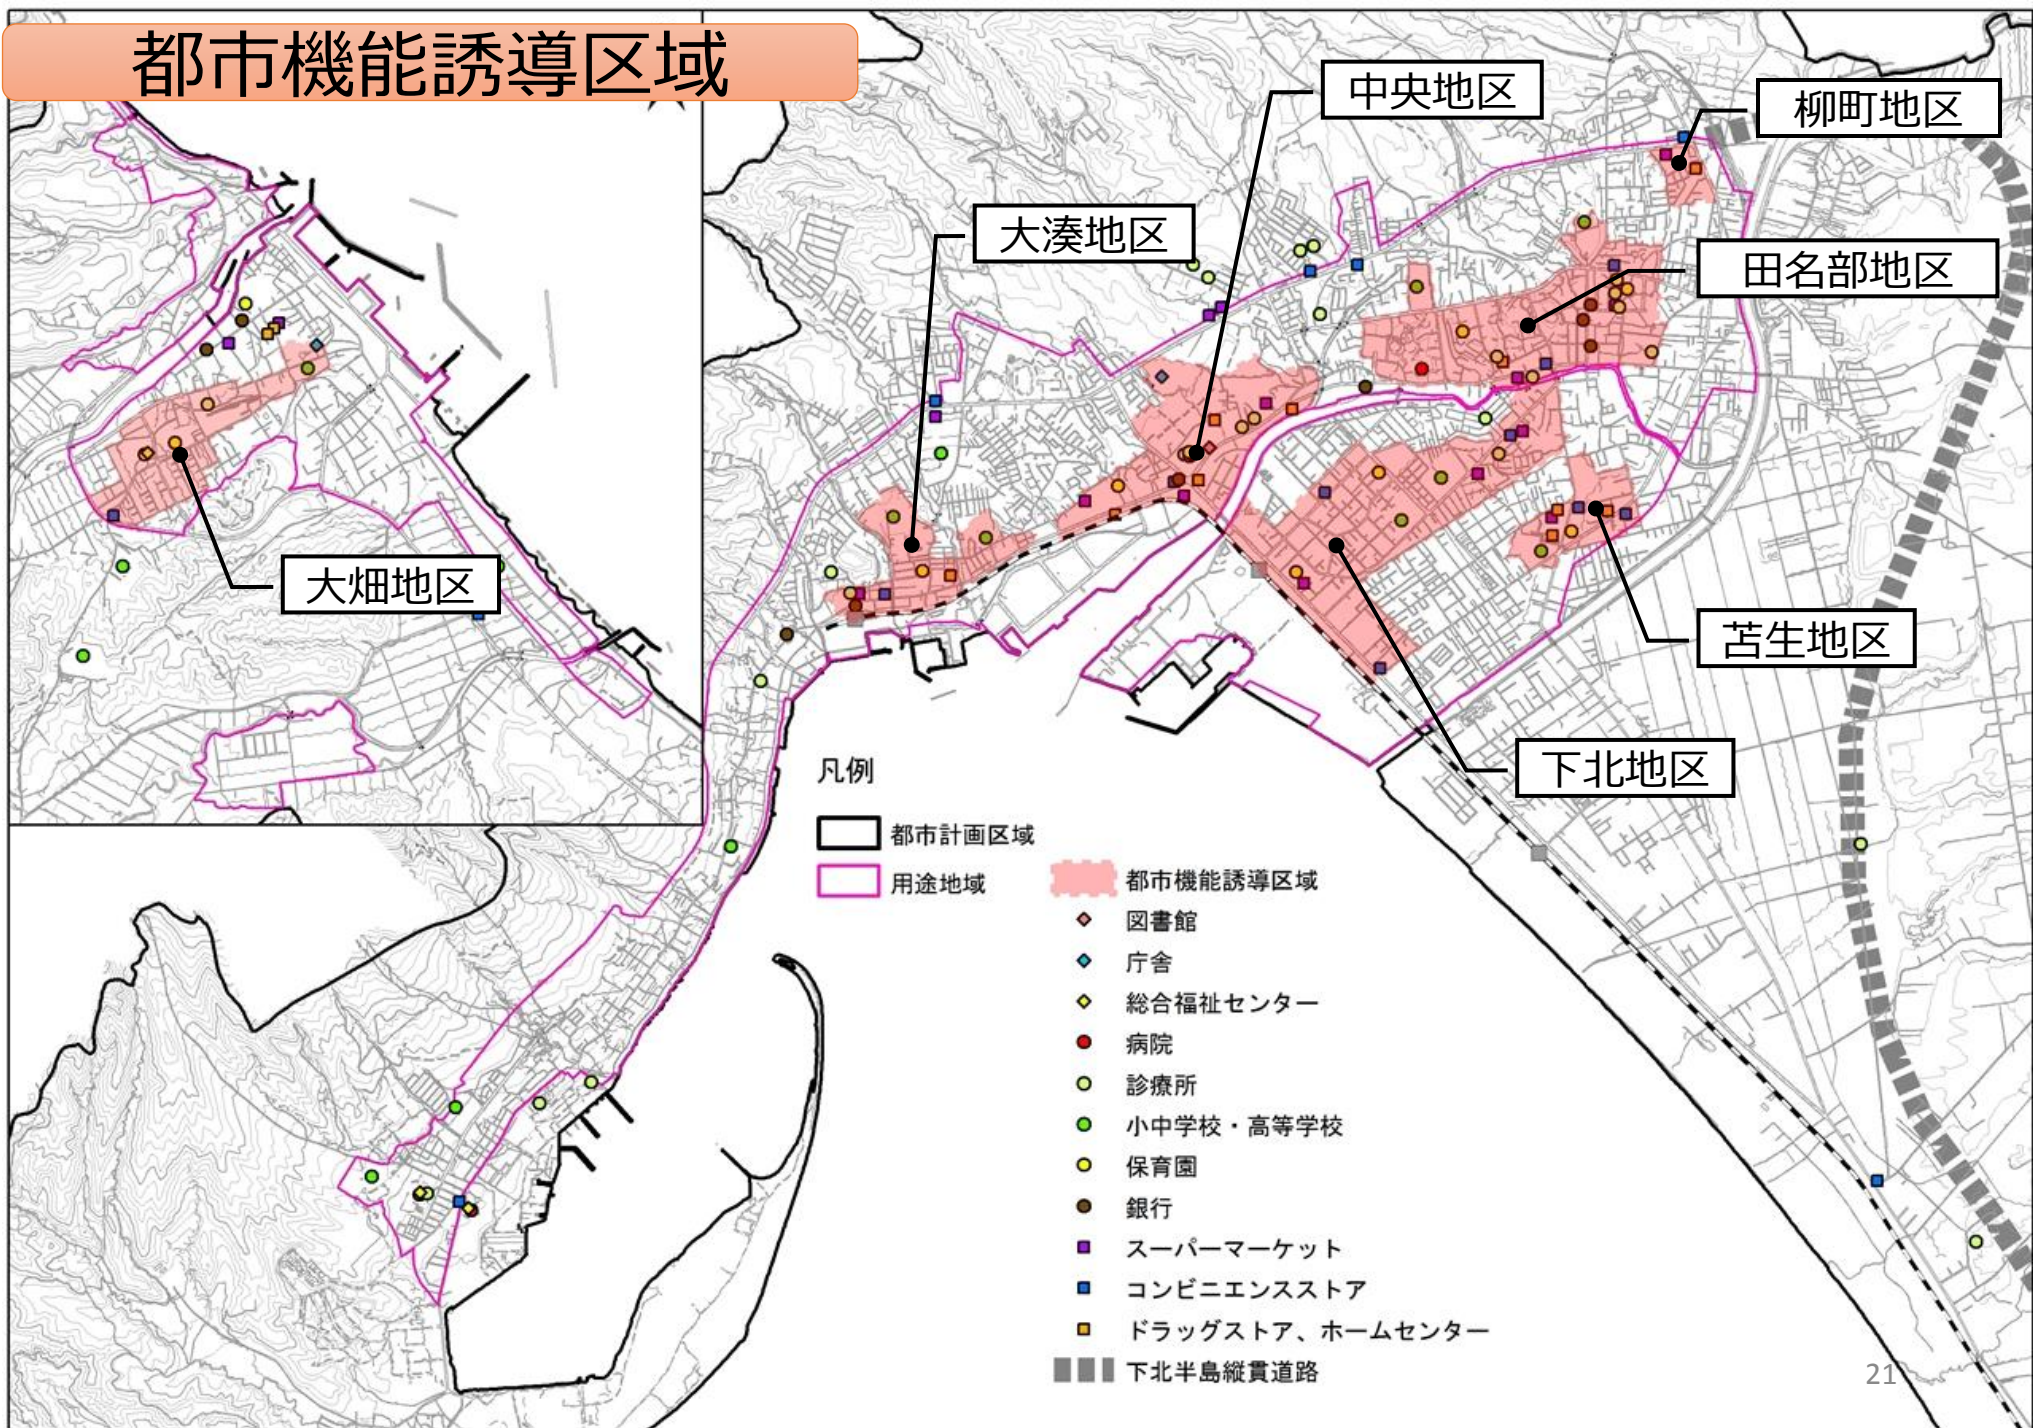 都市機能誘導区域
中央地区
柳町地区
大湊地区
田名部地区
大畑地区
苫生地区
下北地区
凡例
都市計画区域
用途地域
都市機能誘導区域
図書館
庁舎
総合福祉センター
病院
診療所
小中学校・高等学校
保育園
銀行
スーパーマーケット
コンビニエンスストア
ドラッグストア、ホームセンター
下北半島縦貫道路
21